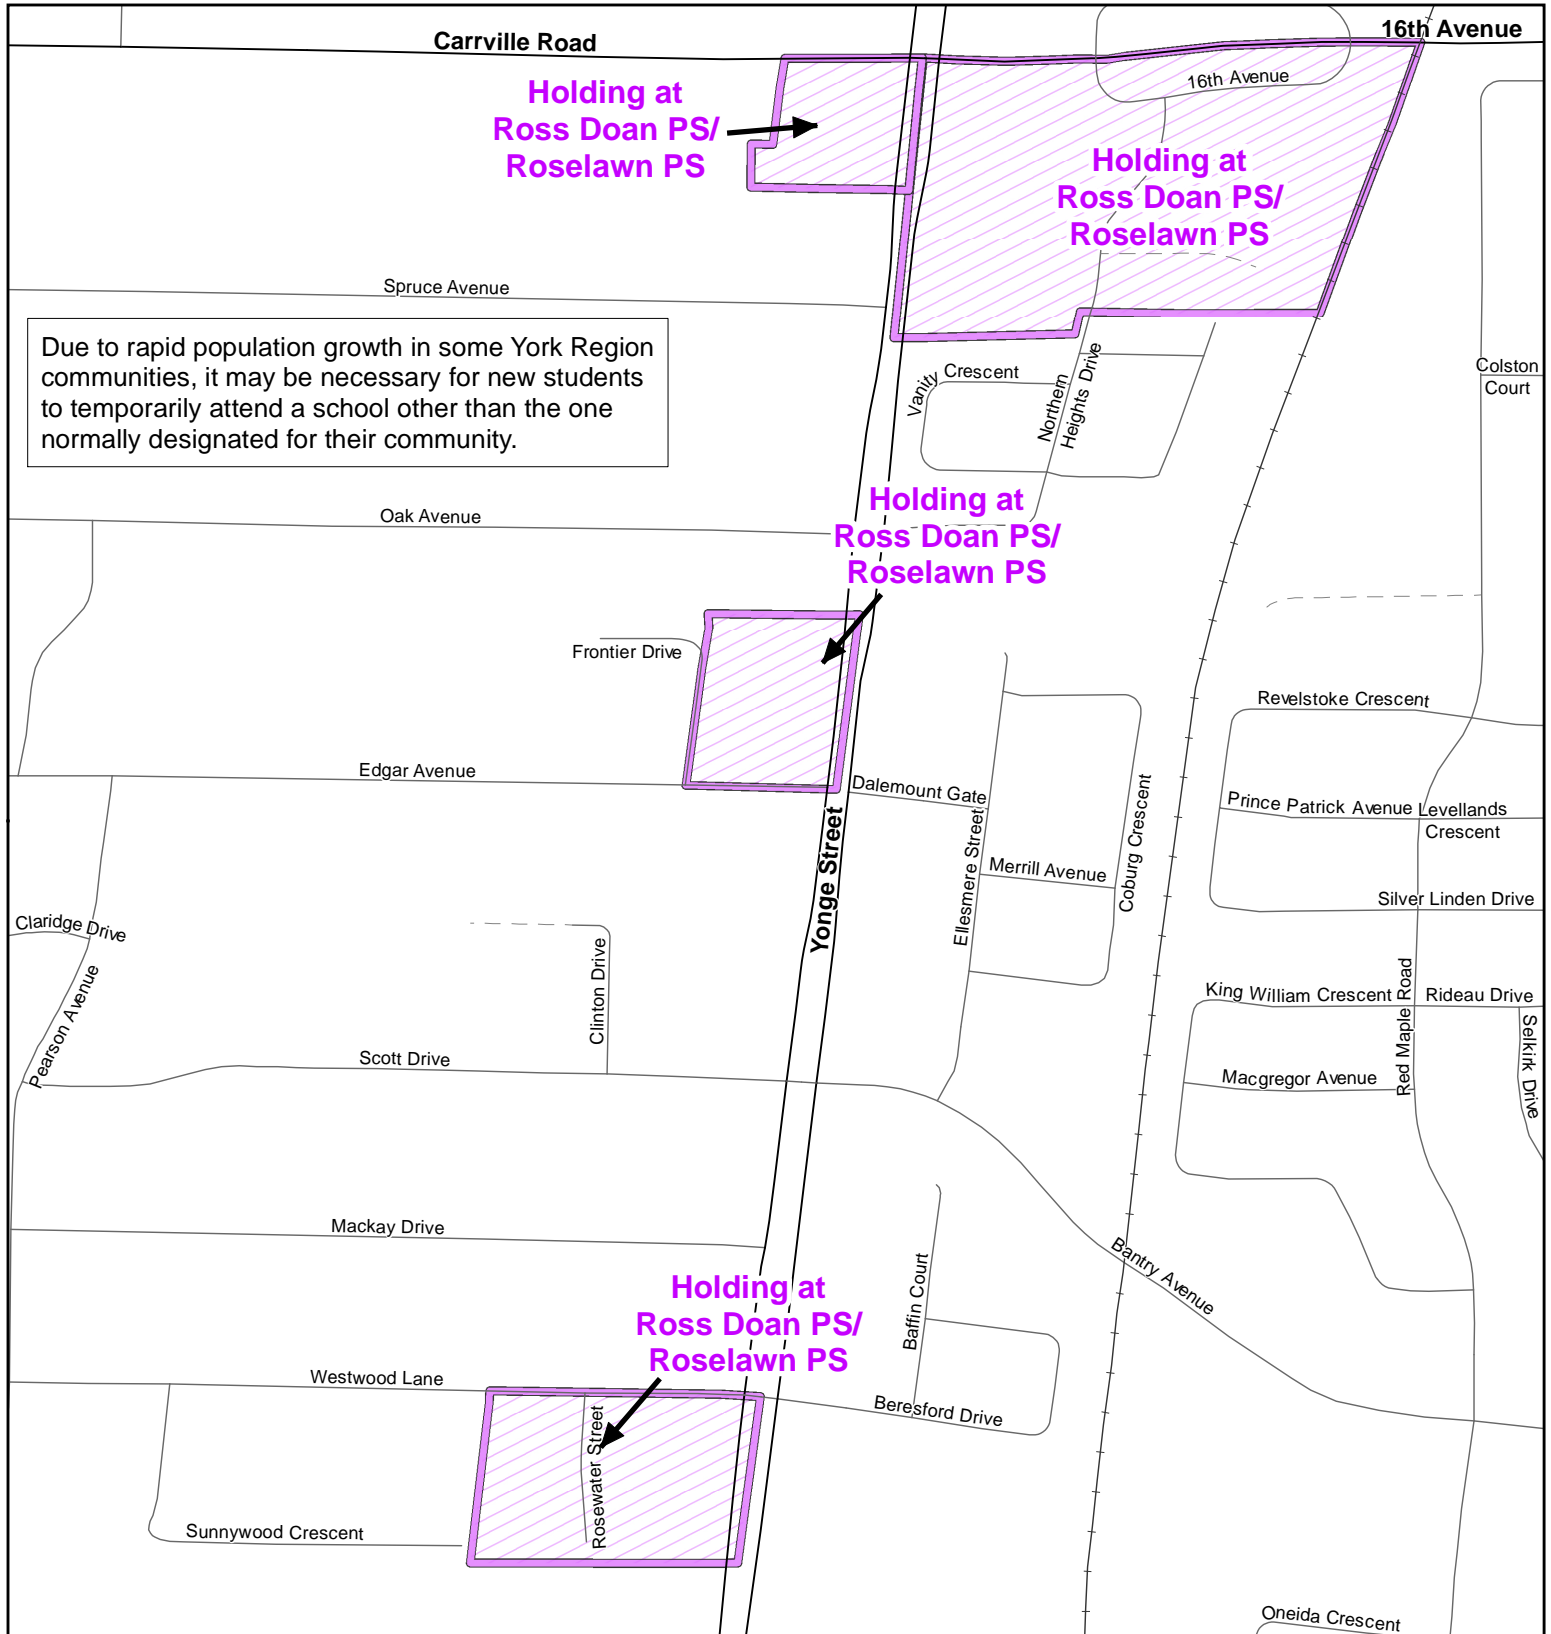 Carrville Road
16th Avenue
16th Avenue
Holding at
Ross Doan PS/
Roselawn PS
Holding at
Ross Doan PS/
Roselawn PS
Spruce Avenue
Due to rapid population growth in some York Region
communities, it may be necessary for new students
to temporarily attend a school other than the one
normally designated for their community.
Vanity Crescent
Northern
Heights Drive
Colston
Court
Holding at
Ross Doan PS/
Roselawn PS
Oak Avenue
Frontier Drive
Revelstoke Crescent
Edgar Avenue
Dalemount Gate
Yonge Street
Ellesmere Street
Merrill Avenue
Coburg Crescent
Prince Patrick Avenue
Levellands
Crescent
Silver Linden Drive
Claridge Drive
Pearson Avenue
Clinton Drive
Scott Drive
King William Crescent
Red Maple Road
Rideau Drive
Selkirk Drive
Macgregor Avenue
Mackay Drive
Baffin Court
Bantry Avenue
Holding at
Ross Doan PS/
Roselawn PS
Westwood Lane
Beresford Drive
Rosewater Street
Sunnywood Crescent
Oneida Crescent